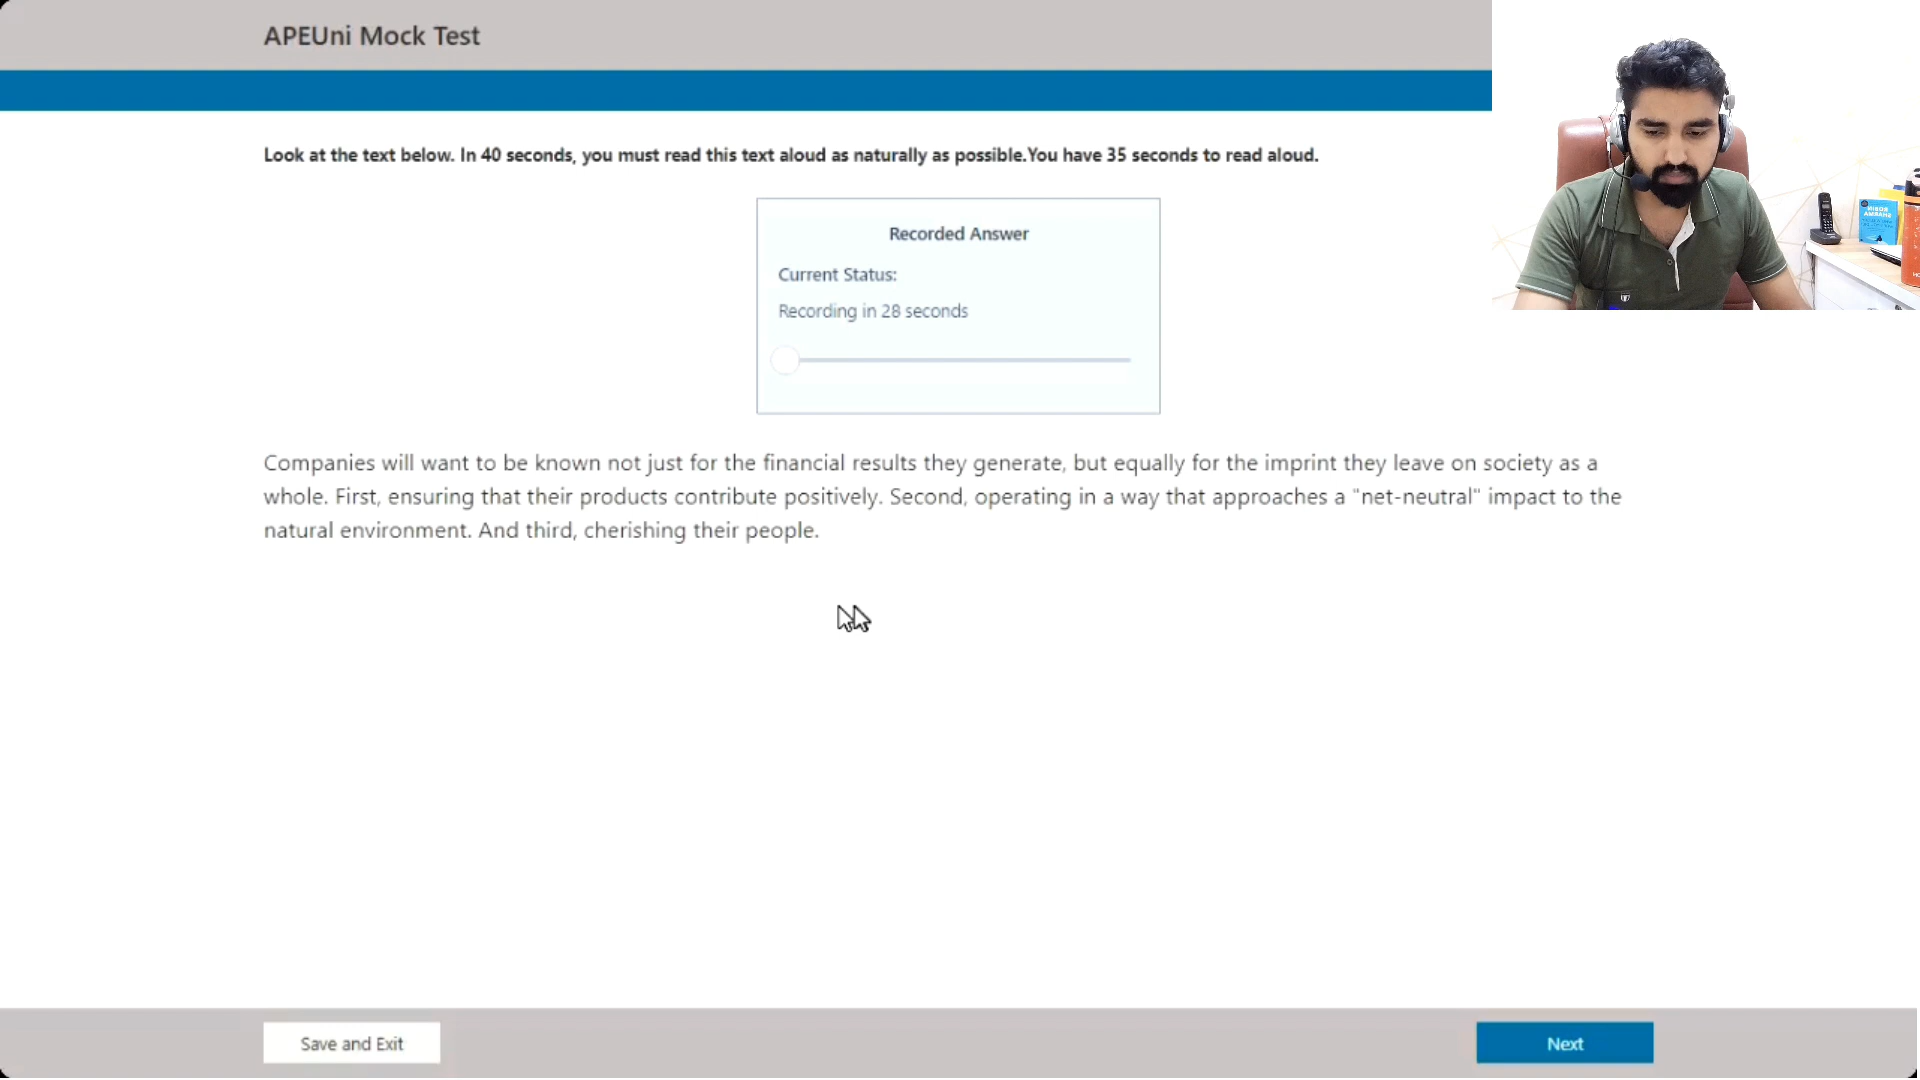 APEUni Mock Test
Look at the text below. In 40 seconds, you must read this text aloud as naturally as possible.You have 35 seconds to read aloud.
Recorded Answer
Current Status:
Recording in 28 seconds
Companies will want to be known not just for the financial results they generate, but equally for the imprint they leave on society as a
whole. First, ensuring that their products contribute positively. Second, operating in a way that approaches a "net-neutral" impact to the
natural environment. And third, cherishing their people.
Save and Exit
Next